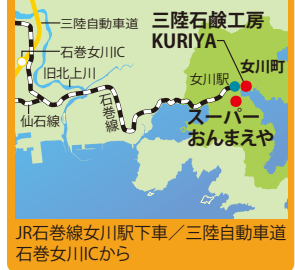 三陸自動車道
石巻女川IC
旧北上川
仙石線
石巻線
三陸石鹸工房
KURIYA
女川町
女川駅
スーパー
おんまえや
JR石巻線女川駅下車／三陸自動車道
石巻女川ICから